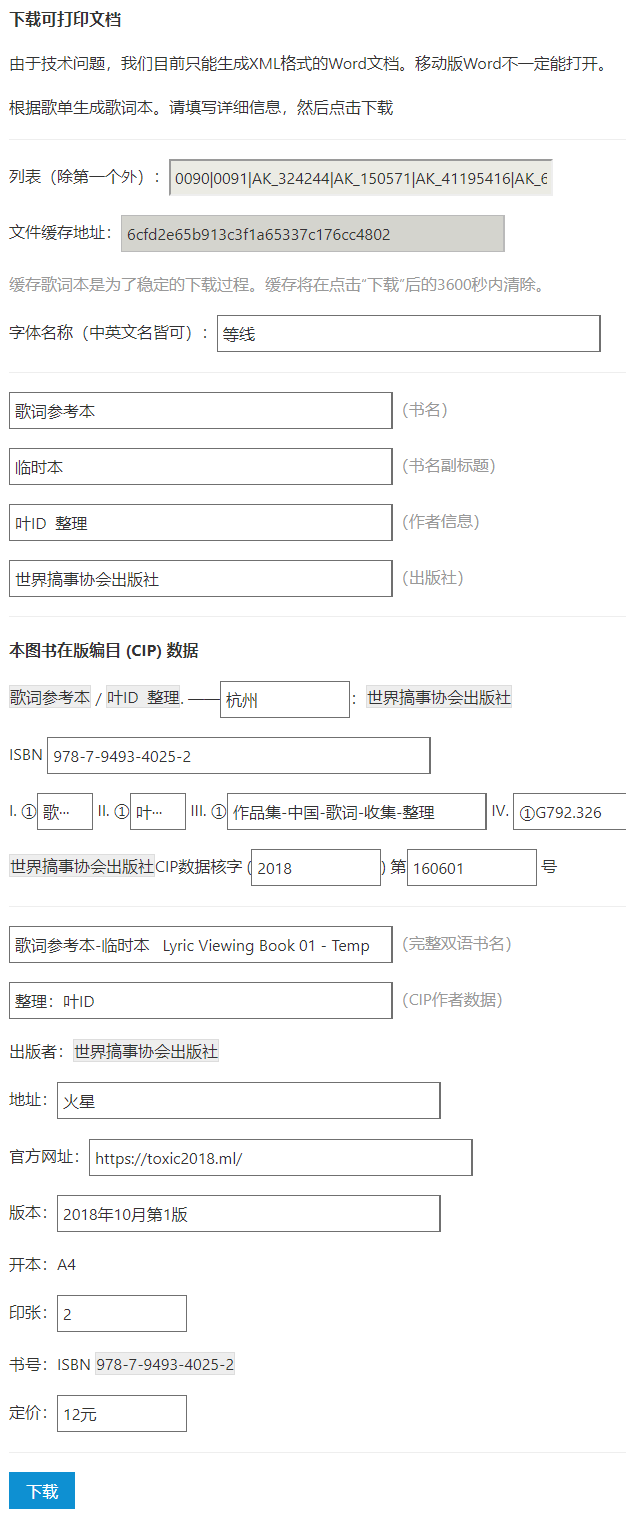 下载可打印文档
由于技术问题，我们目前只能生成XML格式的Word文档。移动版Word不一定能打开。
根据歌单生成歌词本。请填写详细信息，然后点击下载
列表（除第一个外）： 0090|0091|AK_324244|AK_150571|AK_41195416|AK_6
文件缓存地址： 6cfd2e65b913c3f1a65337c176cc4802
缓存歌词本是为了稳定的下载过程。缓存将在点击“下载”后的3600秒内清除。
字体名称（中英文名皆可）： 等线
歌词参考本 （书名）
临时本 （书名副标题）
叶ID 整理 （作者信息）
世界搞事协会出版社 （出版社）
本图书在版编目 (CIP) 数据
歌词参考本 / 叶ID 整理. ——杭州 ： 世界搞事协会出版社
ISBN 978-7-9493-4025-2
I. ①歌··· II. ①叶··· III. ①作品集-中国-歌词-收集-整理 IV. ①G792.326
世界搞事协会出版社CIP数据核字 (2018) 第160601 号
歌词参考本-临时本 Lyric Viewing Book 01 - Temp （完整双语书名）
整理：叶ID （CIP作者数据）
出版者：世界搞事协会出版社
地址： 火星
官方网址： https://toxic2018.ml/
版本： 2018年10月第1版
开本：A4
印张： 2
书号：ISBN 978-7-9493-4025-2
定价： 12元
下载